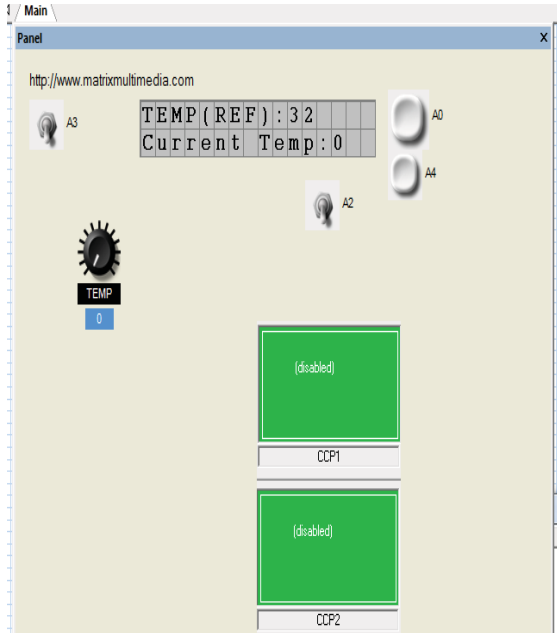 Main
Panel
x
http://www.matrixmultimedia.com
A3
TEMP(REF):32
Current Temp:0
A0
A4
A2
TEMP
0
(disabled)
CCP1
(disabled)
CCP2